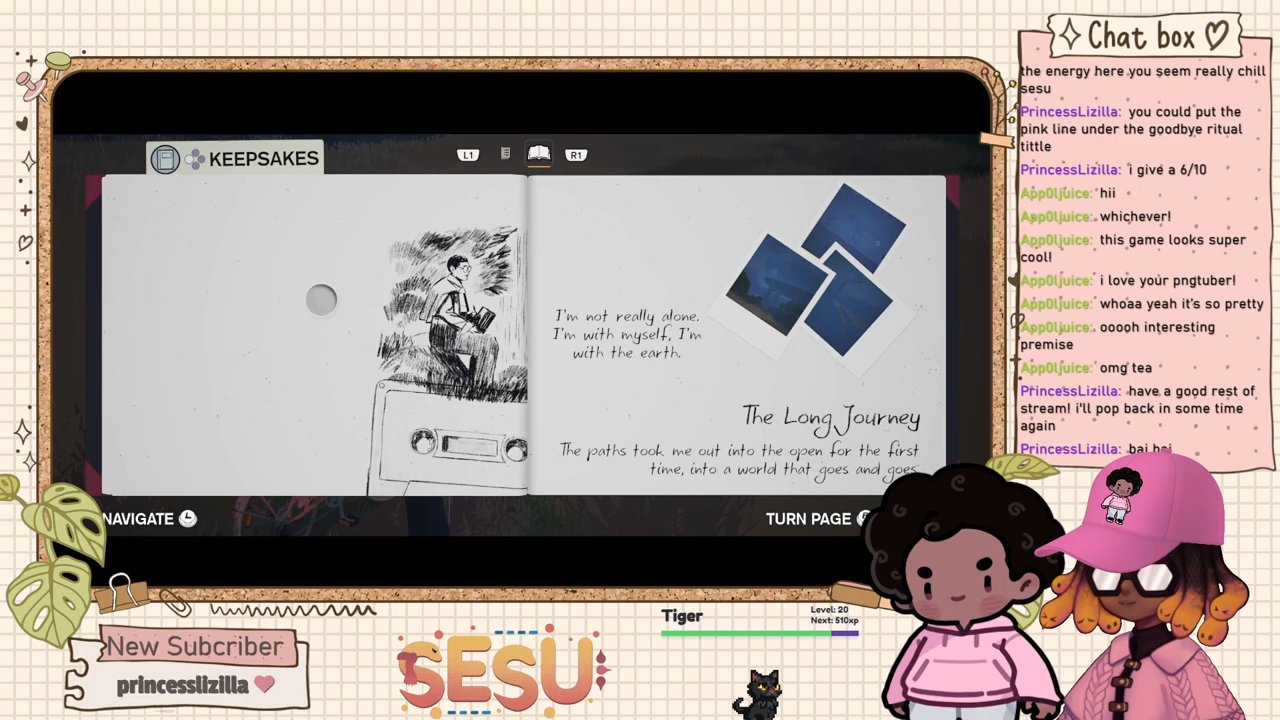 Chat box
the energy here you seem really chill
sesu
PrincessLizilla: you could put the
pink line under the goodbye ritual
tittle
PrincessLizilla: i give a 6/10
App0ljuice: hii
App0ljuice: whichever!
App0ljuice: this game looks super
cool!
App0ljuice: i love your pngtuber!
App0ljuice: whoaa yeah it's so pretty
App0ljuice: ooooh interesting
premise
App0ljuice: omg tea
PrincessLizilla: have a good rest of
stream! i'll pop back in some time
again
PrincessLizilla: bai bai
KEEPSAKES
L1
R1
I'm not really alone.
I'm with myself, I'm
with the earth.
The Long Journey
The paths took me out into the open for the first
time, into a world that goes and goes
NAVIGATE L
TURN PAGE
New Subcriber
princesslizilla
SESU
Tiger
Level: 20
Next: 510xp